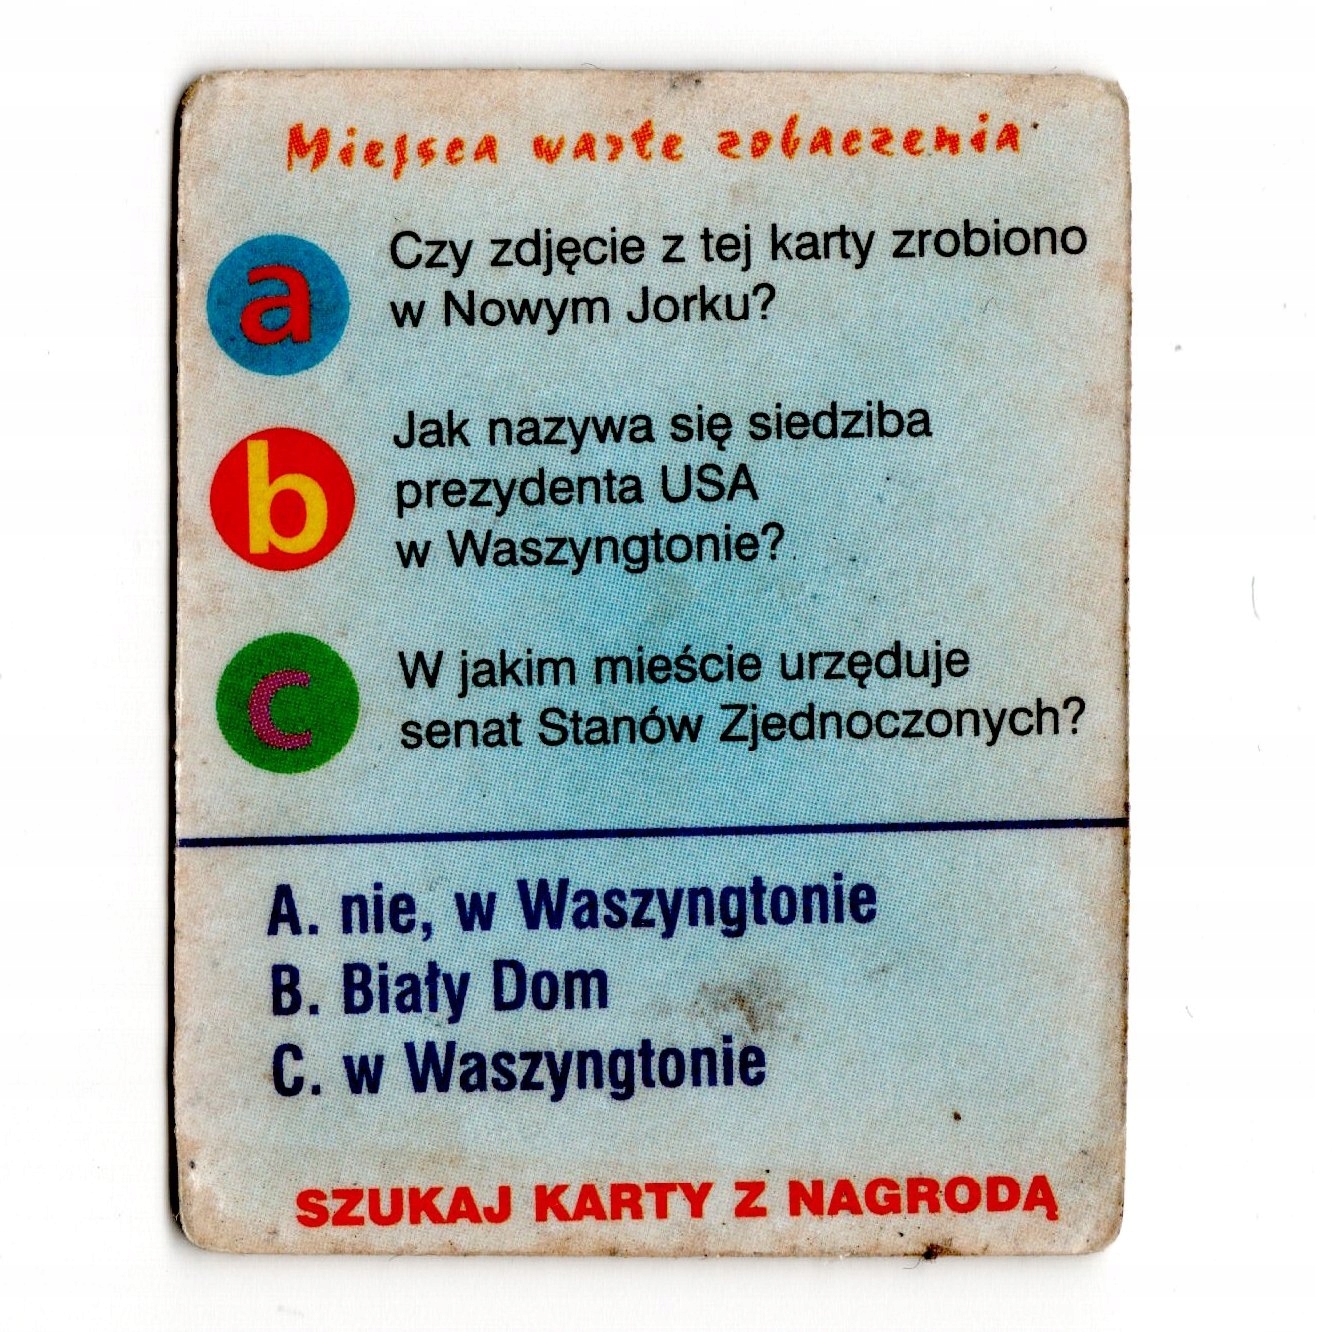 Miejsca warte zobaczenia
a
Czy zdjęcie z tej karty zrobiono
w Nowym Jorku?
b
Jak nazywa się siedziba
prezydenta USA
w Waszyngtonie?
c
W jakim mieście urzęduje
senat Stanów Zjednoczonych?
A. nie, w Waszyngtonie
B. Biały Dom
C. w Waszyngtonie
SZUKAJ KARTY Z NAGRODĄ